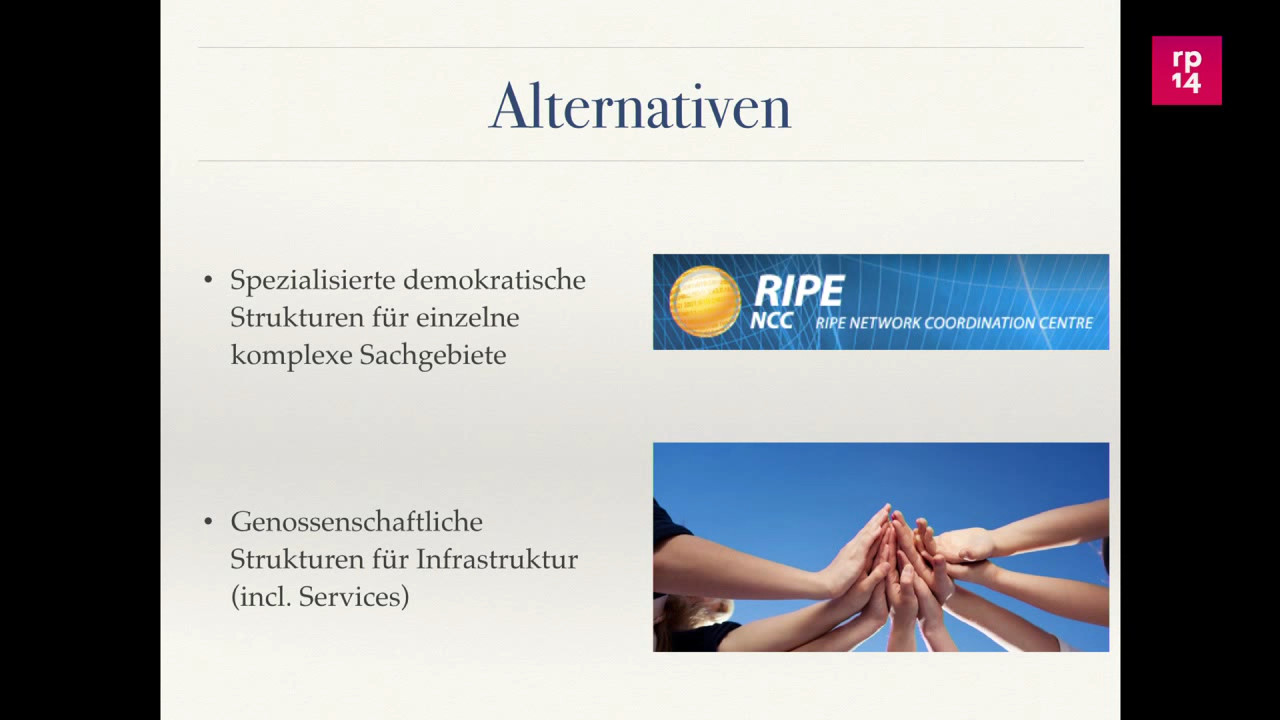 rp
14
Alternativen
• Spezialisierte demokratische
Strukturen für einzelne
komplexe Sachgebiete
RIPE
NCC RIPE NETWORK COORDINATION CENTRE
• Genossenschaftliche
Strukturen für Infrastruktur
(incl. Services)